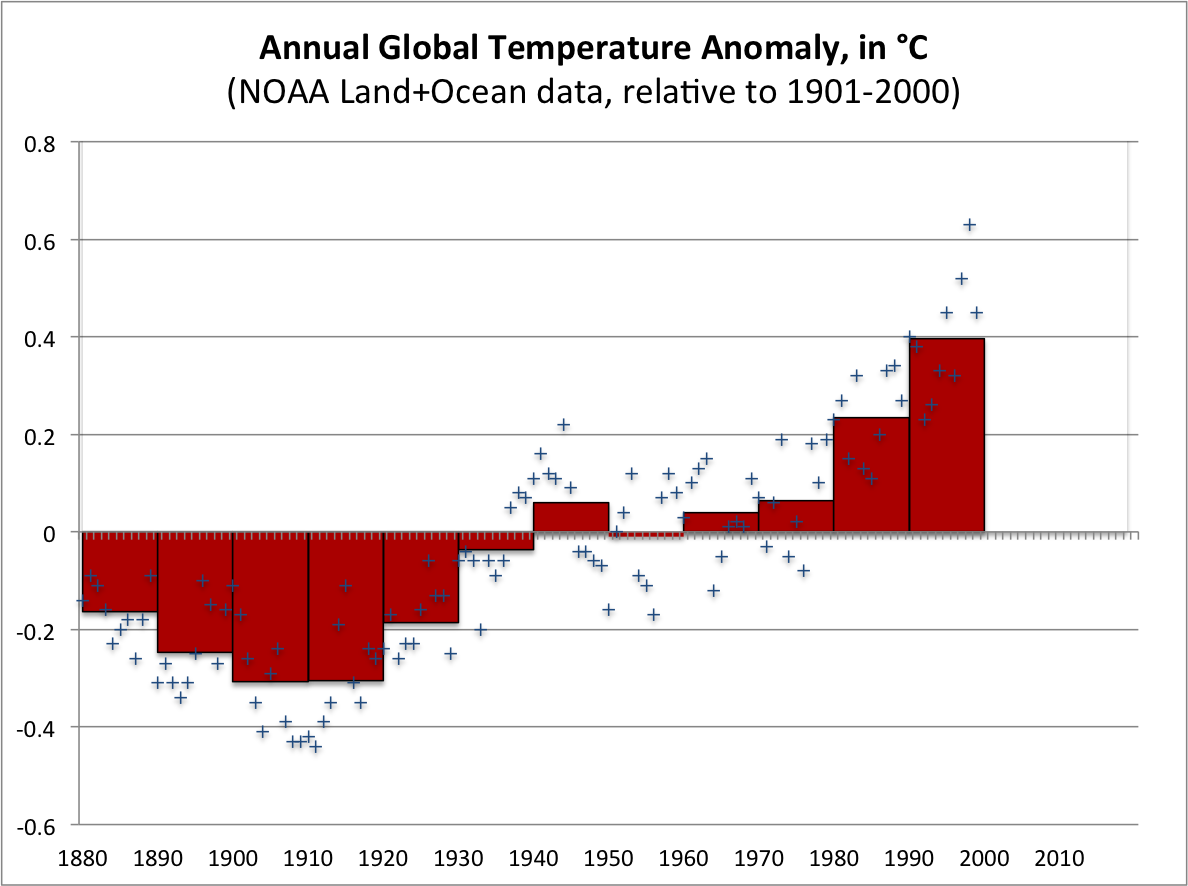 Annual Global Temperature Anomaly, in °C
(NOAA Land+Ocean data, relative to 1901-2000)
0.8
0.6
0.4
0.2
0
-0.2
-0.4
-0.6
1880 1890 1900 1910 1920 1930 1940 1950 1960 1970 1980 1990 2000 2010